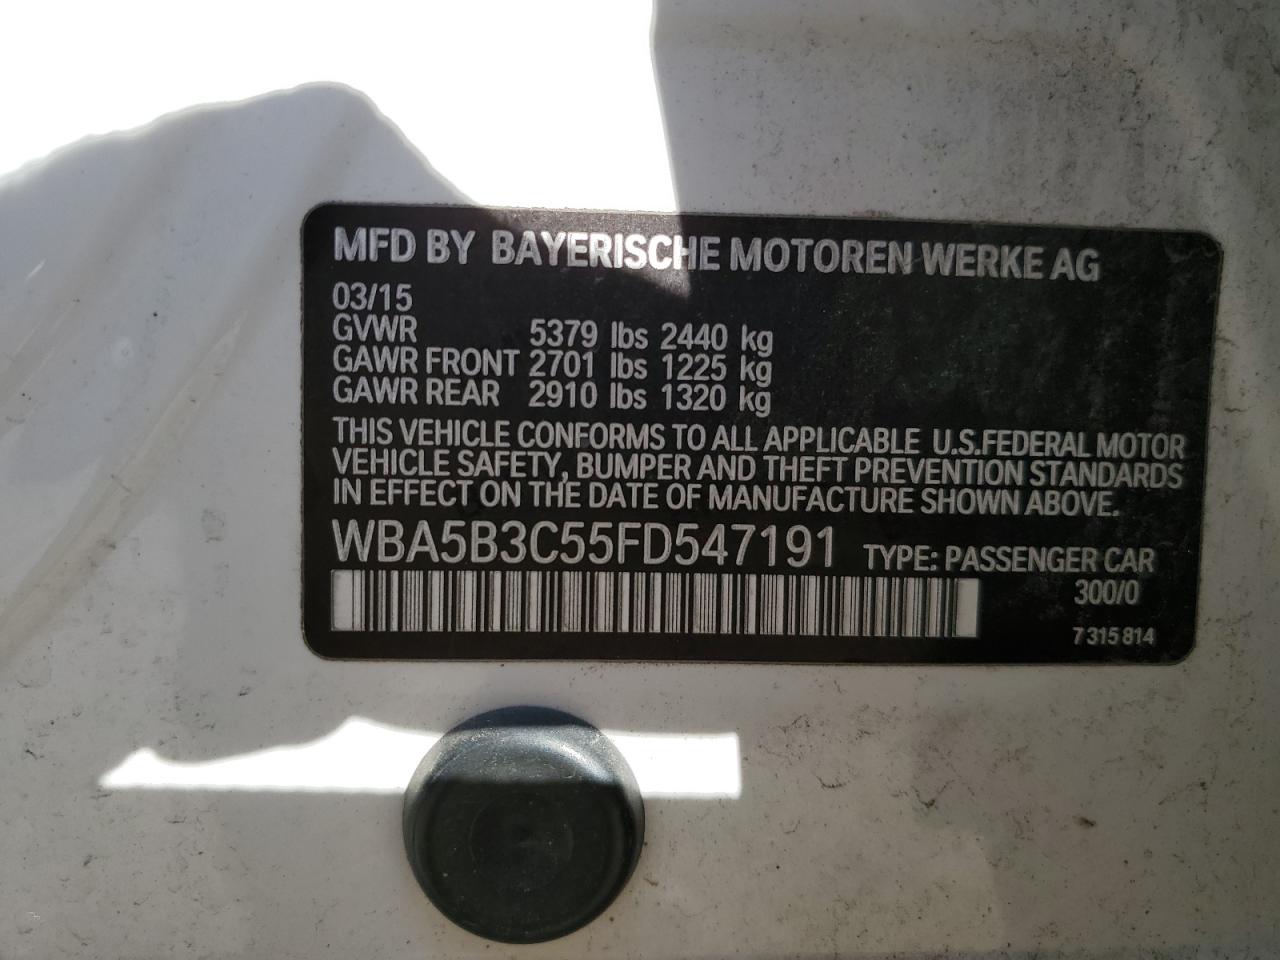 MFD BY BAYERISCHE MOTOREN WERKE AG
03/15
GVWR 5379 lbs 2440 kg
GAWR FRONT 2701 lbs 1225 kg
GAWR REAR 2910 lbs 1320 kg
THIS VEHICLE CONFORMS TO ALL APPLICABLE U.S.FEDERAL MOTOR
VEHICLE SAFETY, BUMPER AND THEFT PREVENTION STANDARDS
IN EFFECT ON THE DATE OF MANUFACTURE SHOWN ABOVE.
WBA5B3C55FD547191 TYPE: PASSENGER CAR
300/0
7 315 814